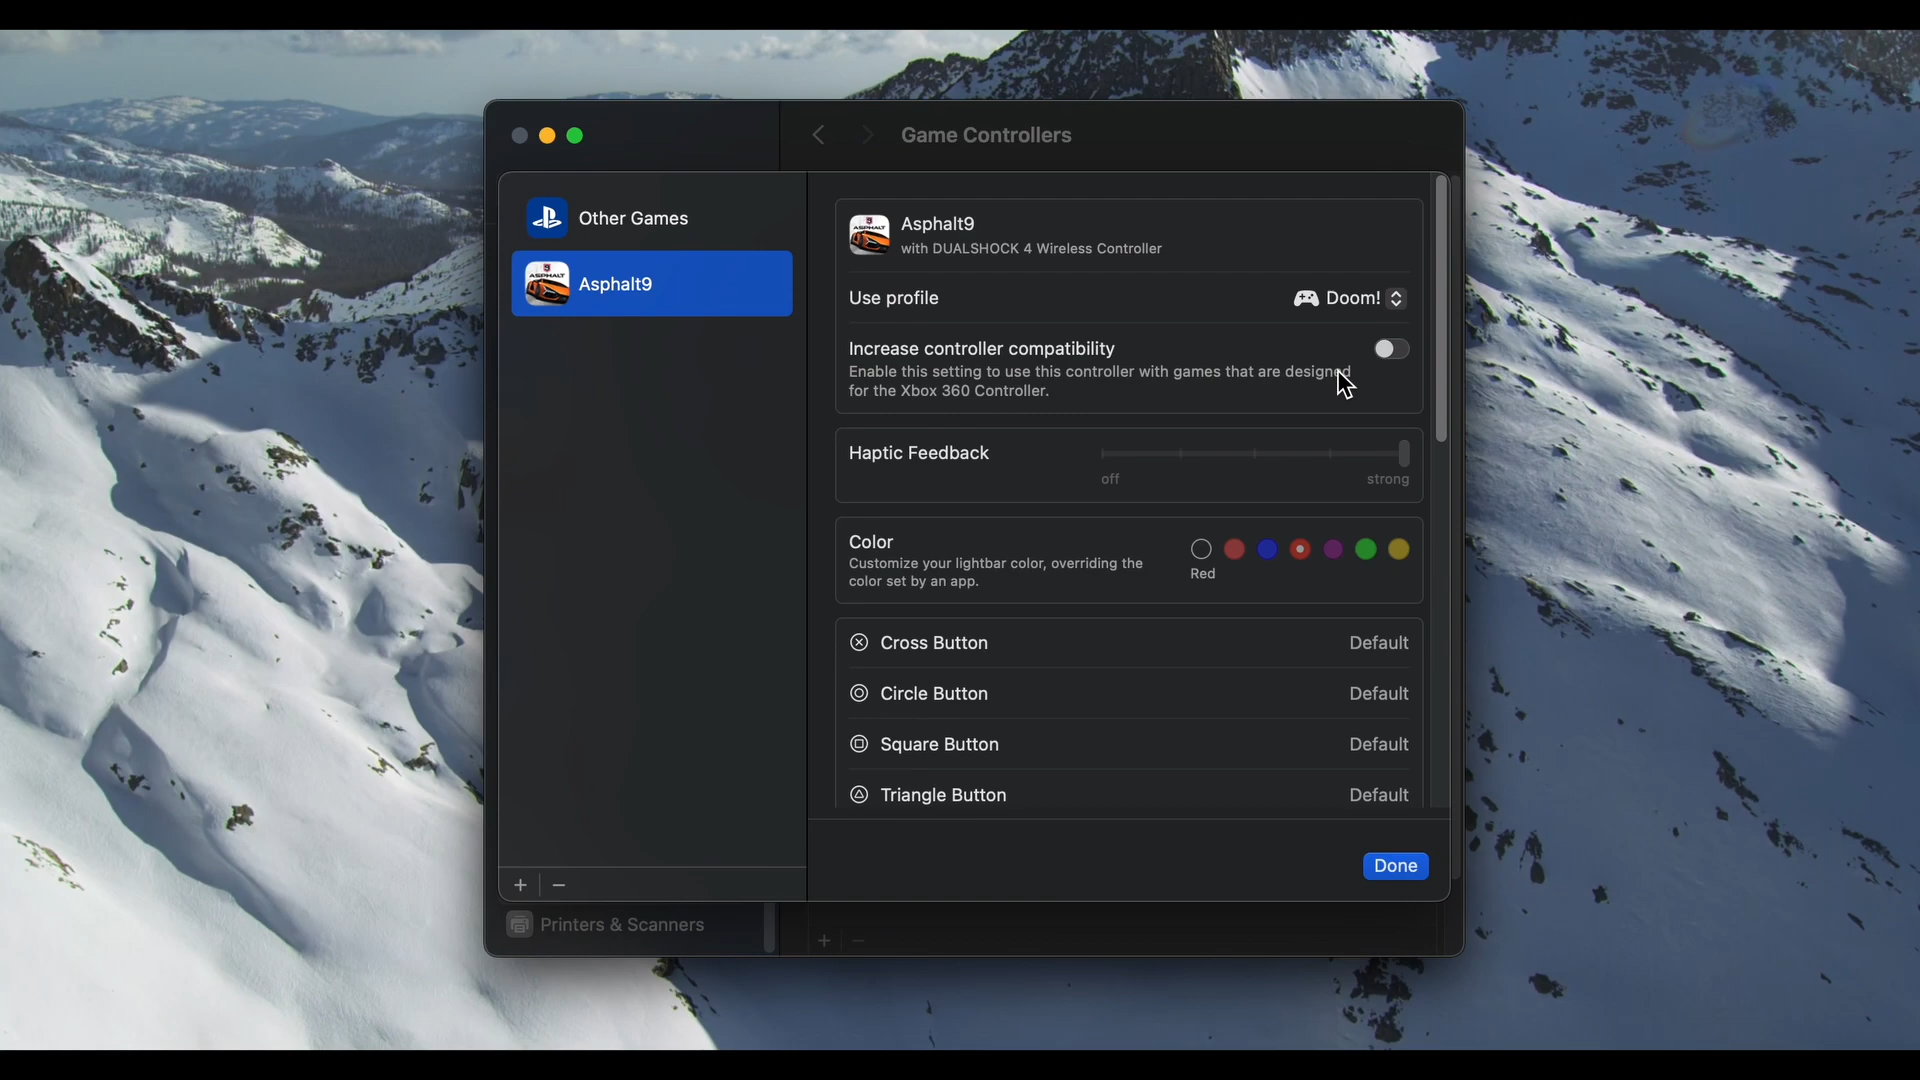 Game Controllers
Other Games
ASPHALT
Asphalt9
ASPHALT
Asphalt9
with DUALSHOCK 4 Wireless Controller
Use profile
Doom!
Increase controller compatibility
Enable this setting to use this controller with games that are designed
for the Xbox 360 Controller.
Haptic Feedback
off
strong
Color
Customize your lightbar color, overriding the
color set by an app.
Red
Cross Button
Default
Circle Button
Default
Square Button
Default
Triangle Button
Default
Done
Printers & Scanners